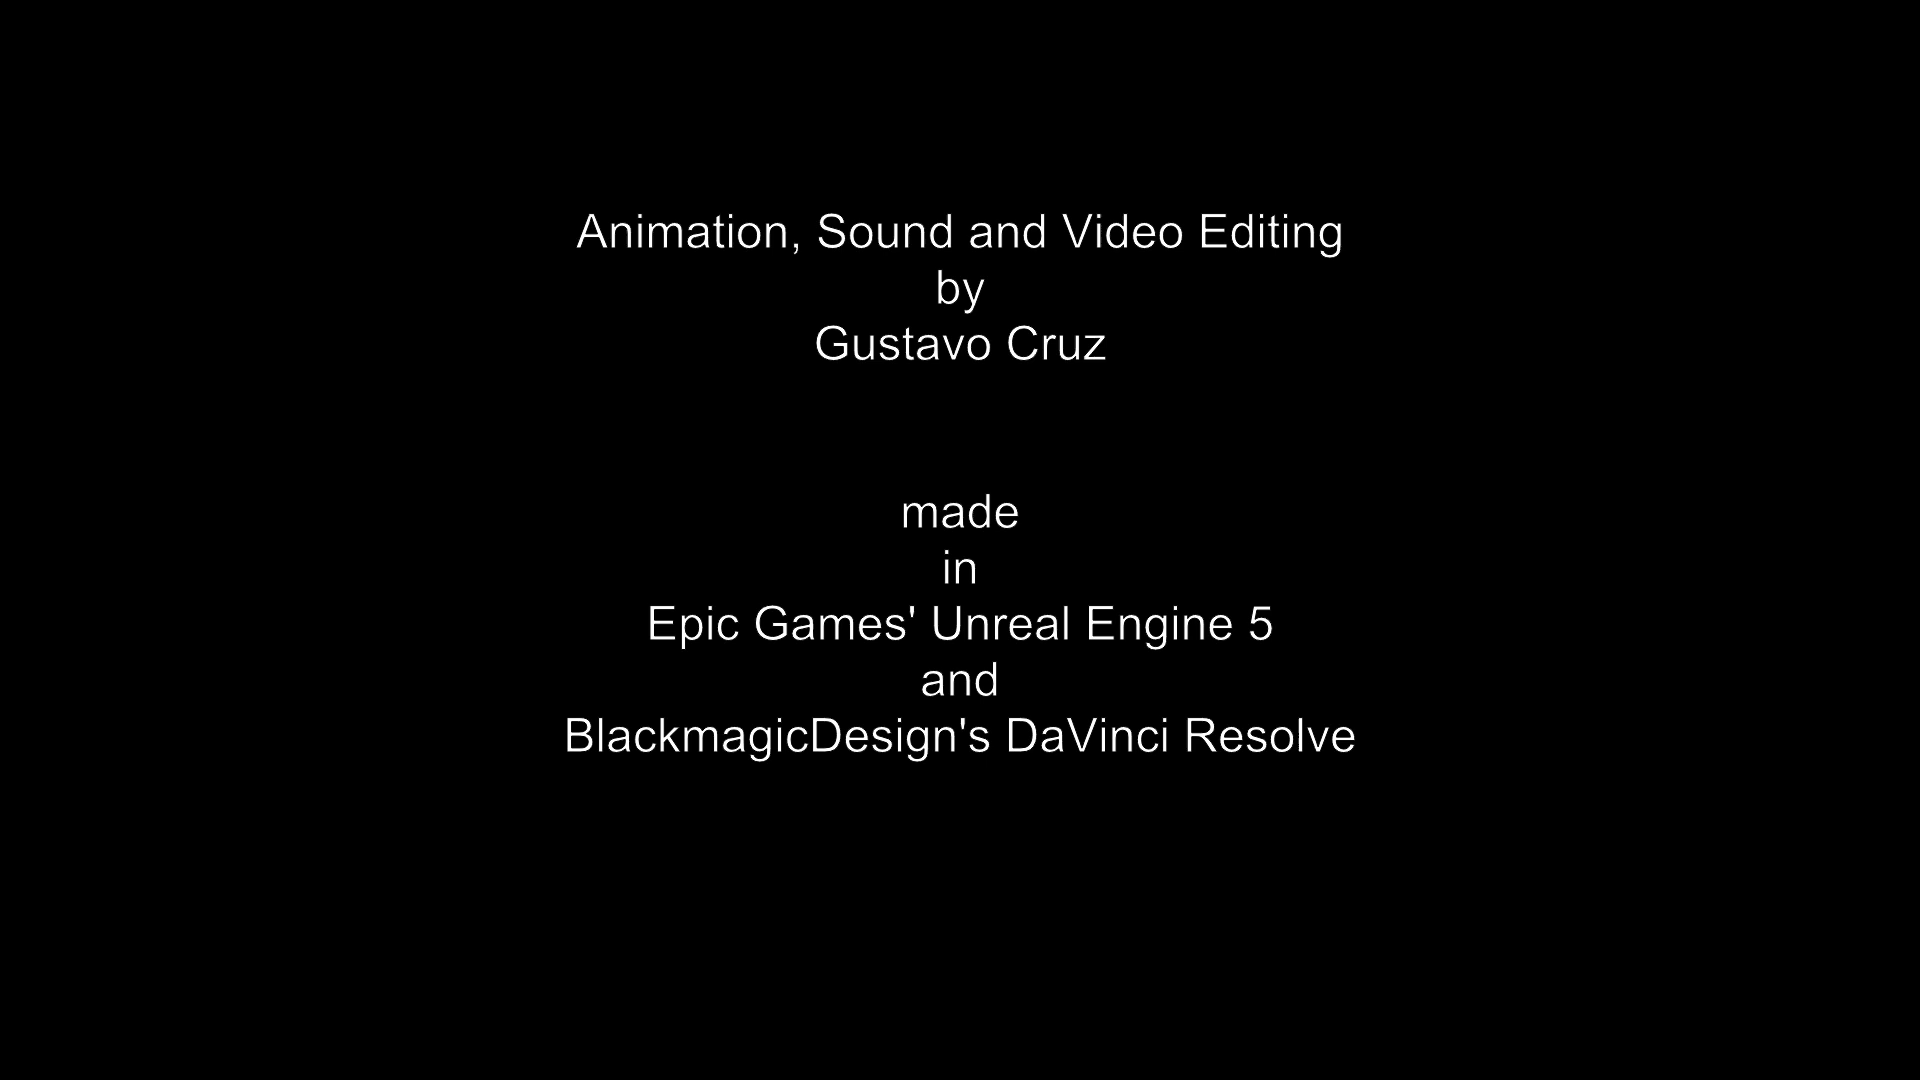 Animation, Sound and Video Editing
by
Gustavo Cruz
made
in
Epic Games' Unreal Engine 5
and
BlackmagicDesign's DaVinci Resolve